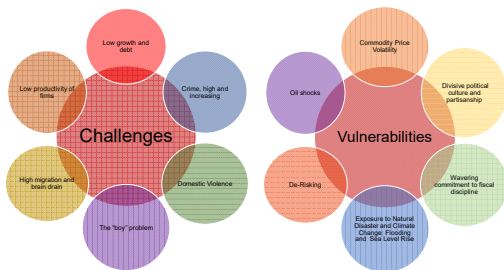 Low growth and
debt
Crime, high and
increasing
Domestic Violence
The "boy" problem
High migration and
brain drain
Low productivity of
firms
Challenges
Commodity Price
Volatility
Divisive political
culture and
partisanship
Wavering
commitment to fiscal
discipline
Exposure to Natural
Disaster and Climate
Change: Flooding
and Sea Level Rise
De-Risking
Oil shocks
Vulnerabilities